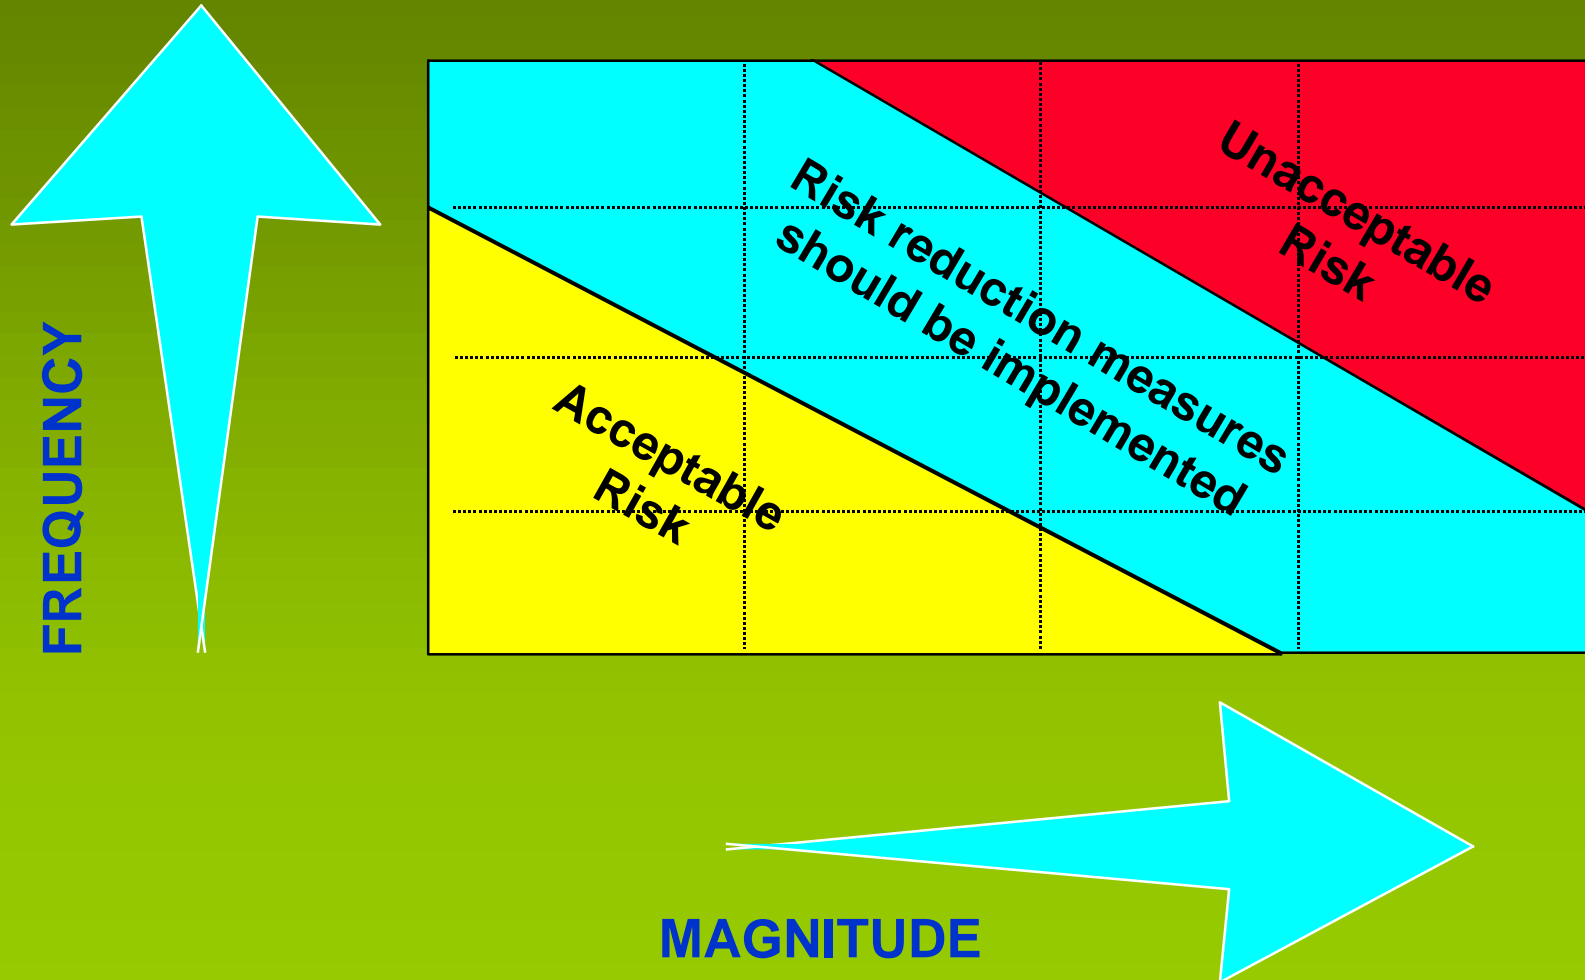 FREQUENCY
Unacceptable
Risk
Risk reduction measures
should be implemented
Acceptable
Risk
MAGNITUDE